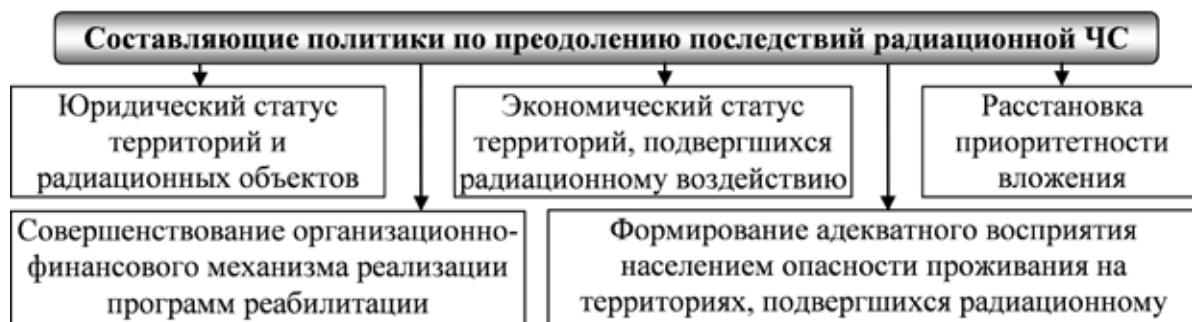 Составляющие политики по преодолению последствий радиационной ЧС
Юридический статус
территорий и
радиационных объектов
Экономический статус
территорий, подвергшихся
радиационному воздействию
Расстановка
приоритетности
вложения
Совершенствование организационно-
финансового механизма реализации
программ реабилитации
Формирование адекватного восприятия
населением опасности проживания на
территориях, подвергшихся радиационному